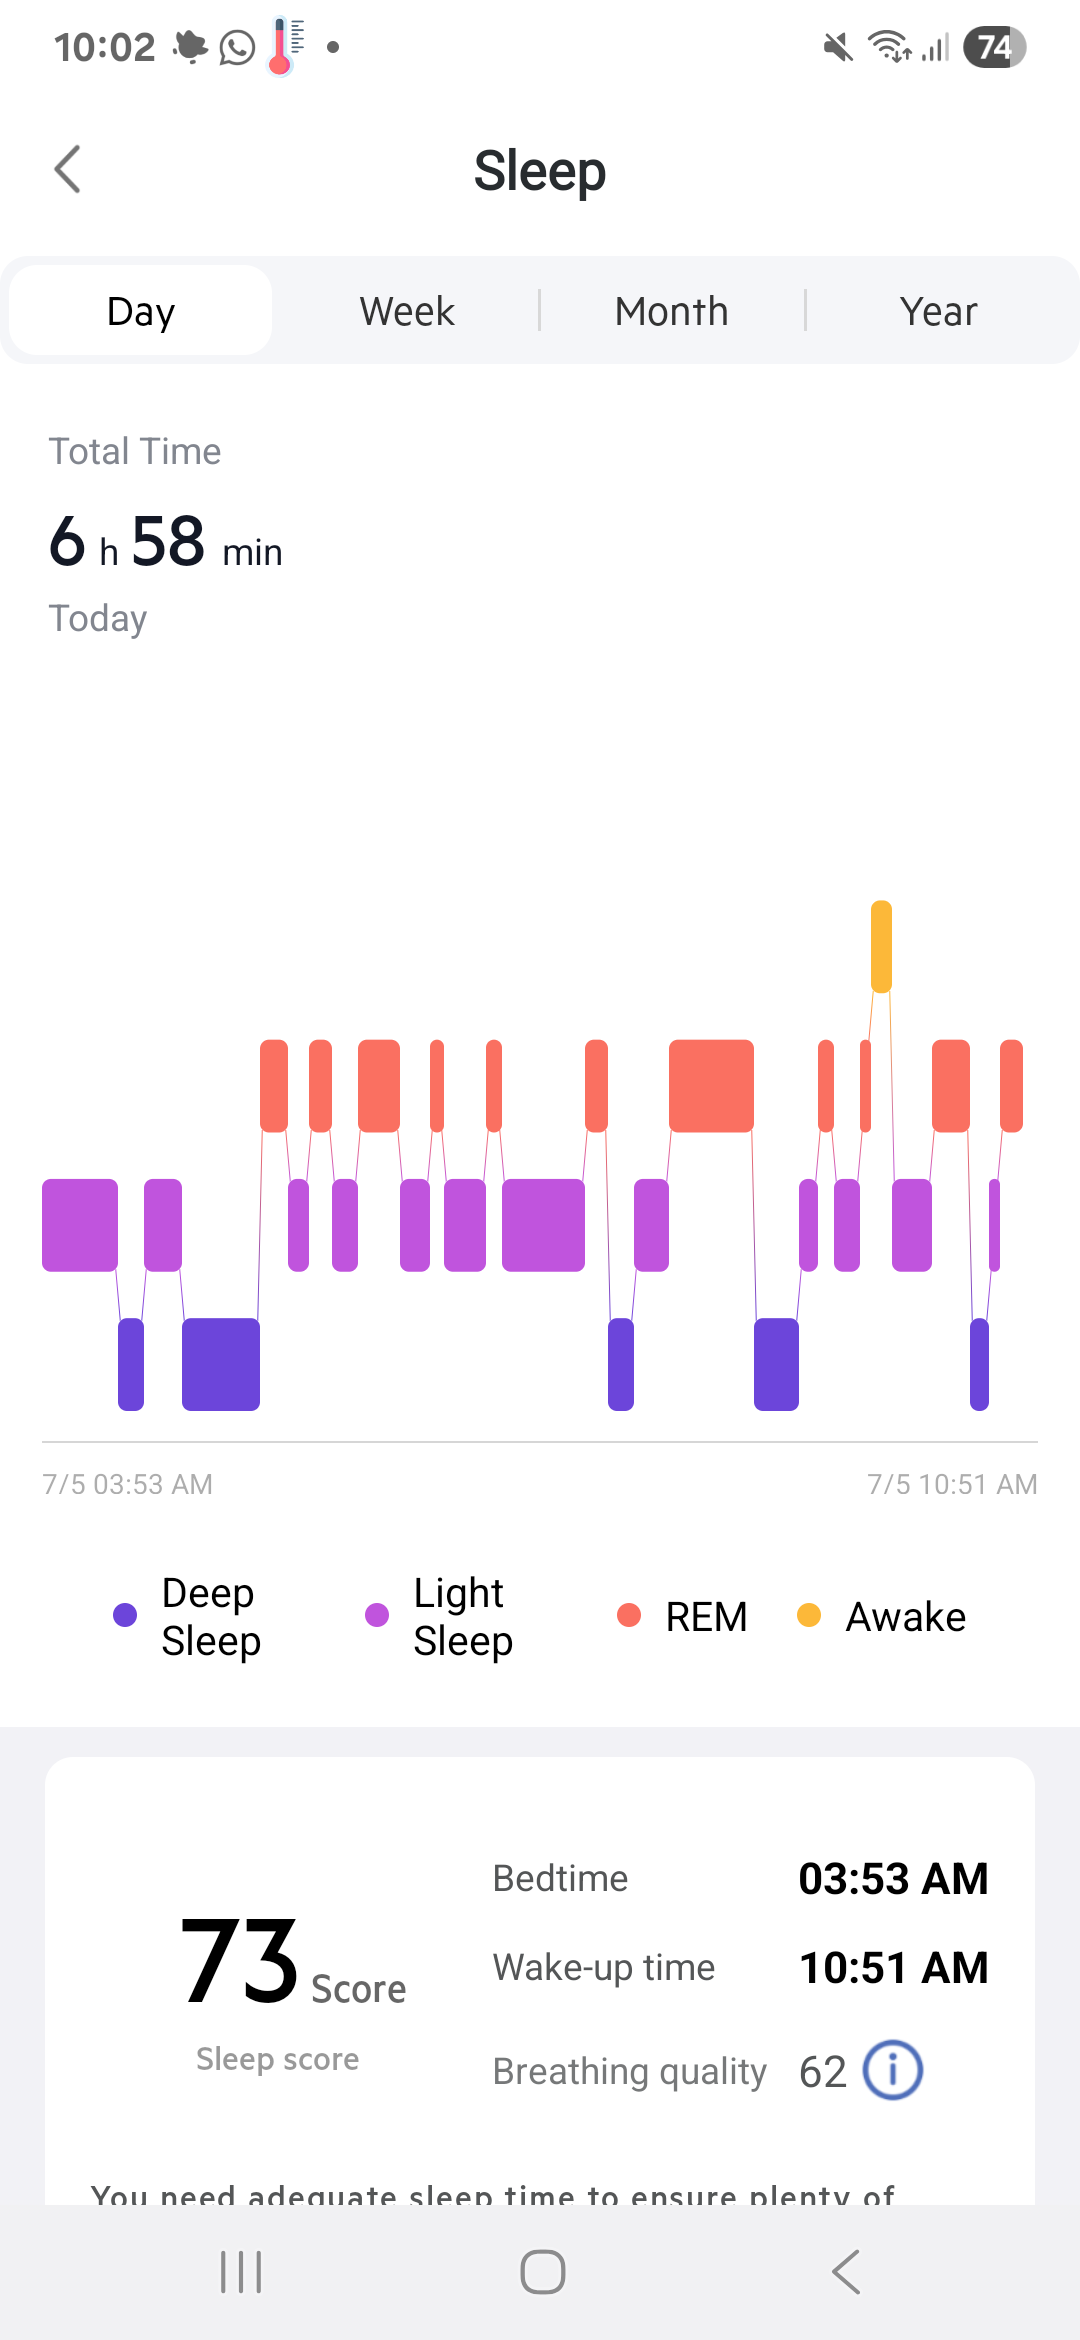 10:02
74
Sleep
Day Week Month Year
Total Time
6 h 58 min
Today
7/5 03:53 AM 7/5 10:51 AM
Deep Sleep
Light Sleep
REM
Awake
73 Score
Sleep score
Bedtime 03:53 AM
Wake-up time 10:51 AM
Breathing quality 62
You need adequate sleep time to ensure plenty of